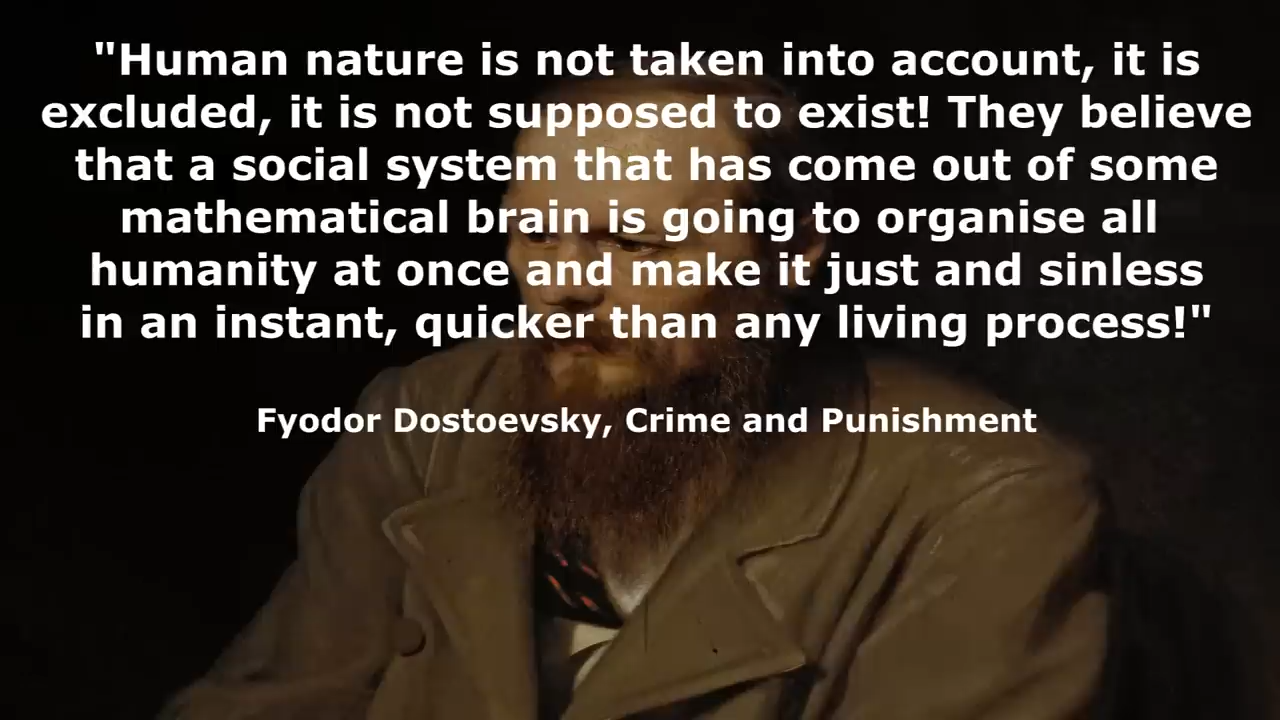 "Human nature is not taken into account, it is
excluded, it is not supposed to exist! They believe
that a social system that has come out of some
mathematical brain is going to organise all
humanity at once and make it just and sinless
in an instant, quicker than any living process!"
Fyodor Dostoevsky, Crime and Punishment